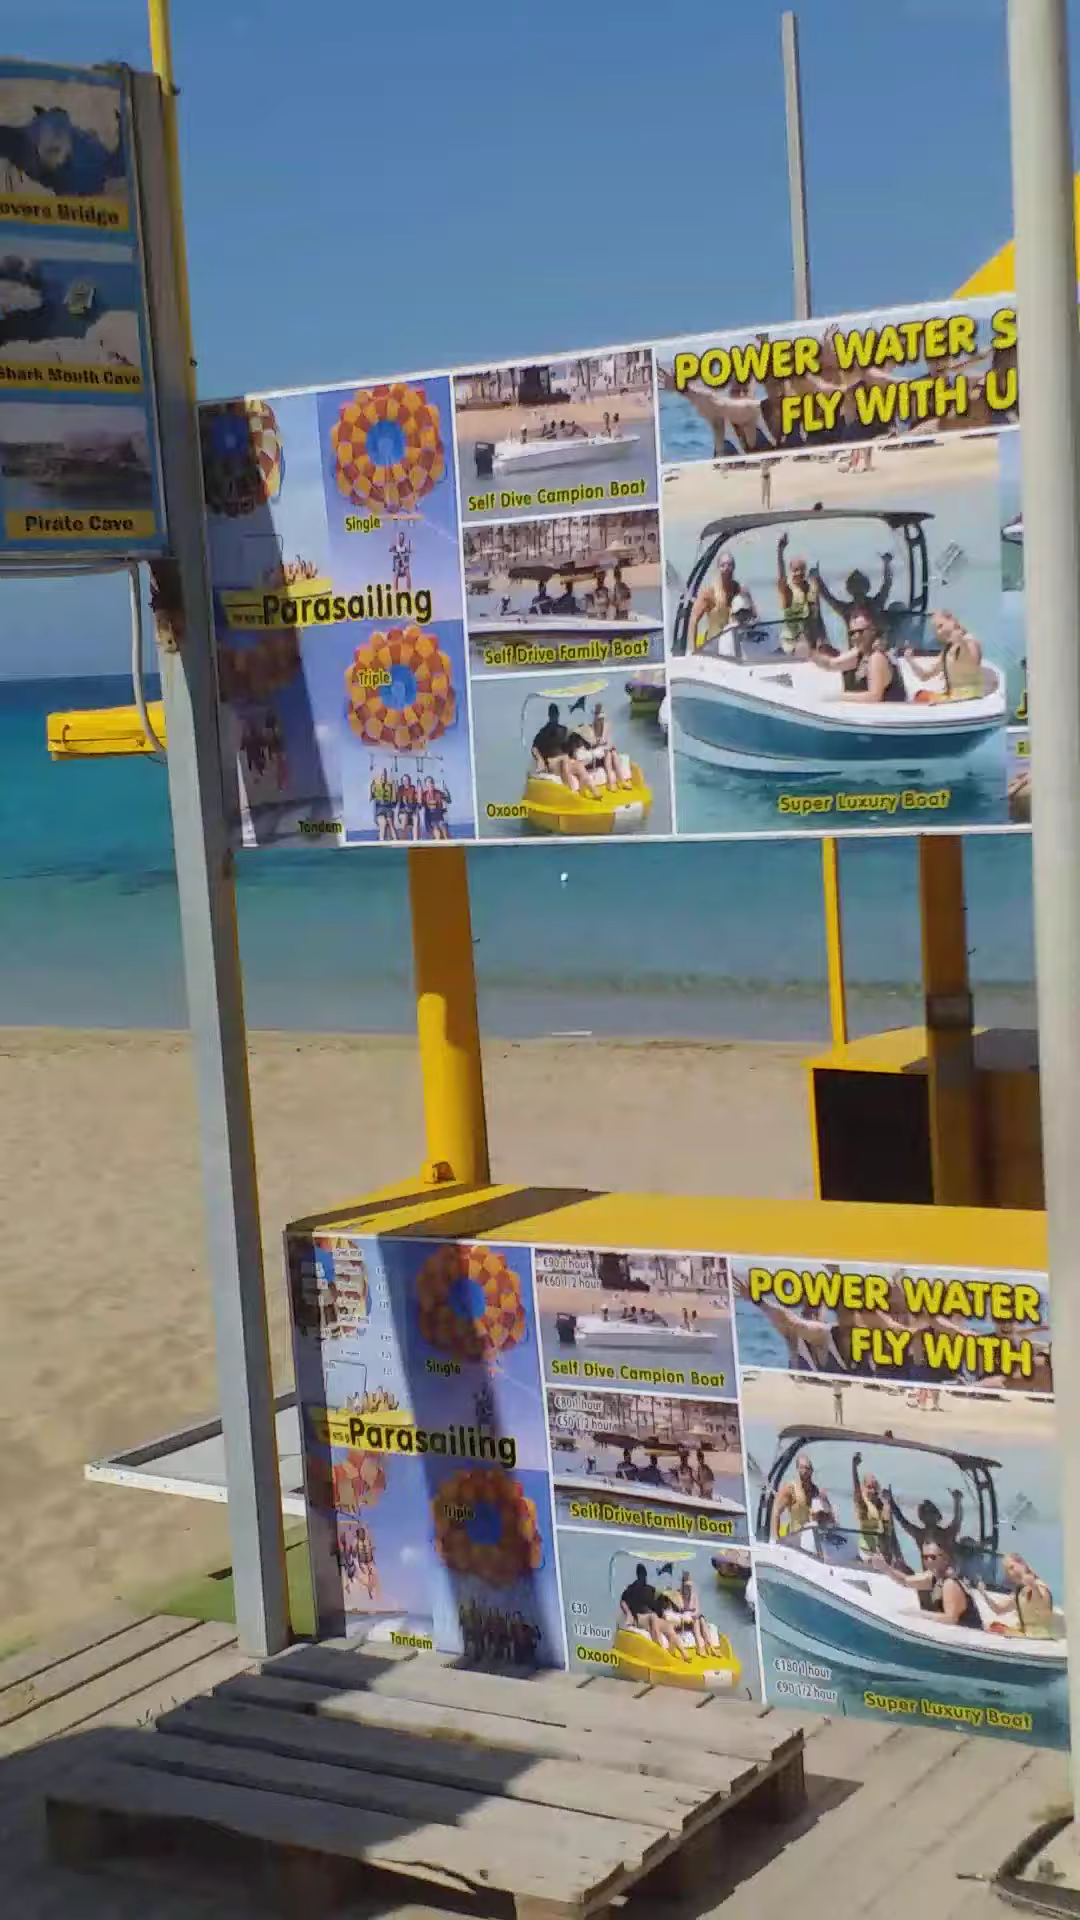 overs Bridge
Shark Mouth Cave
Pirate Cave
POWER WATER S
FLY WITH U
Single
Parasailing
Triple
Tandem
Self Dive Campion Boat
Self Drive Family Boat
Oxoon
Super Luxury Boat
Single
Parasailing
Triple
Tandem
€90 1 hour
€60 1/2 hour
Self Dive Campion Boat
€80 1 hour
€50 1/2 hour
Self Drive Family Boat
€30
1/2 hour
Oxoon
POWER WATER
FLY WITH
€180 1 hour
€90 1/2 hour
Super Luxury Boat